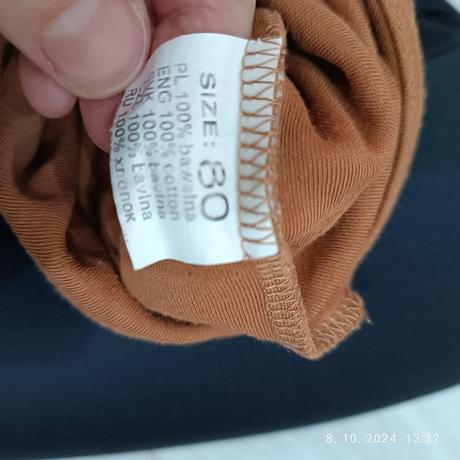 SIZE: 80
PL 100% bawełna
ENG 100% cotton
100% bavlna
RU 100% хлопок
8. 10. 2024 13:32